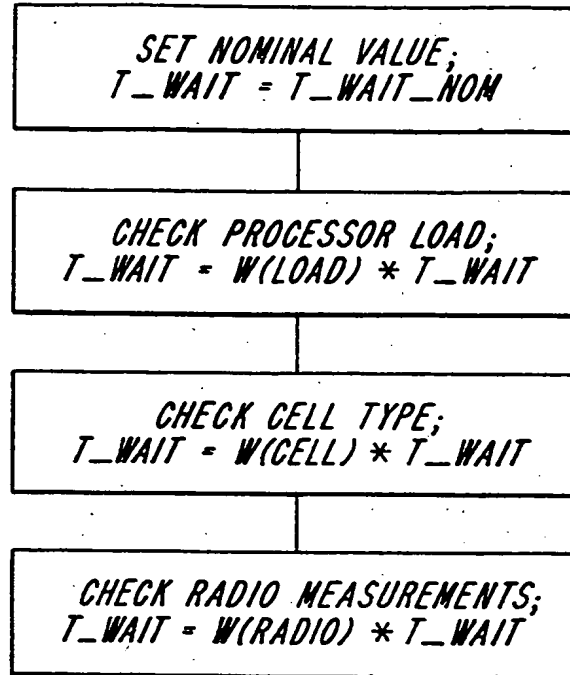 SET NOMINAL VALUE;
T_WAIT = T_WAIT_NOM
CHECK PROCESSOR LOAD;
T_WAIT = W(LOAD) * T_WAIT
CHECK CELL TYPE;
T_WAIT = W(CELL) * T_WAIT
CHECK RADIO MEASUREMENTS;
T_WAIT = W(RADIO) * T_WAIT